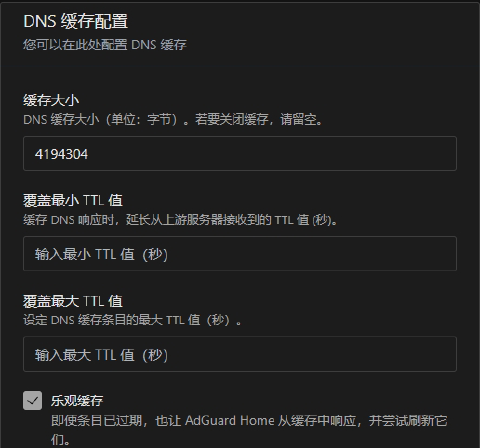 DNS 缓存配置
您可以在此处配置 DNS 缓存
缓存大小
DNS 缓存大小（单位：字节）。若要关闭缓存，请留空。
4194304
覆盖最小 TTL 值
缓存 DNS 响应时，延长从上游服务器接收到的 TTL 值 (秒)。
输入最小 TTL 值（秒）
覆盖最大 TTL 值
设定 DNS 缓存条目的最大 TTL 值（秒）。
输入最大 TTL 值（秒）
乐观缓存
即使条目已过期，也让 AdGuard Home 从缓存中响应，并尝试刷新它
们。